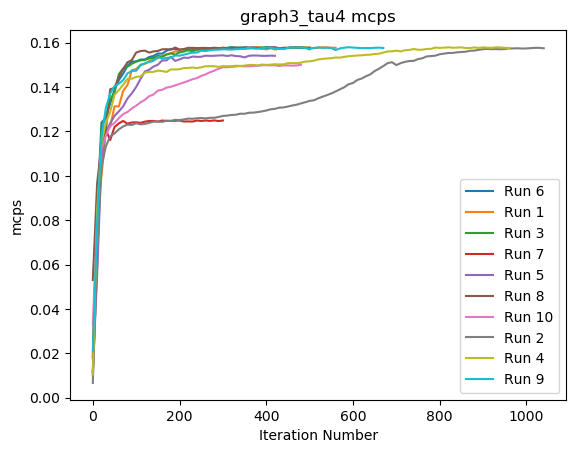 graph3_tau4 mcps
mcps
0.16
0.14
0.12
0.10
0.08
0.06
0.04
0.02
0.00
0 200 400 600 800 1000
Iteration Number
Run 6
Run 1
Run 3
Run 7
Run 5
Run 8
Run 10
Run 2
Run 4
Run 9